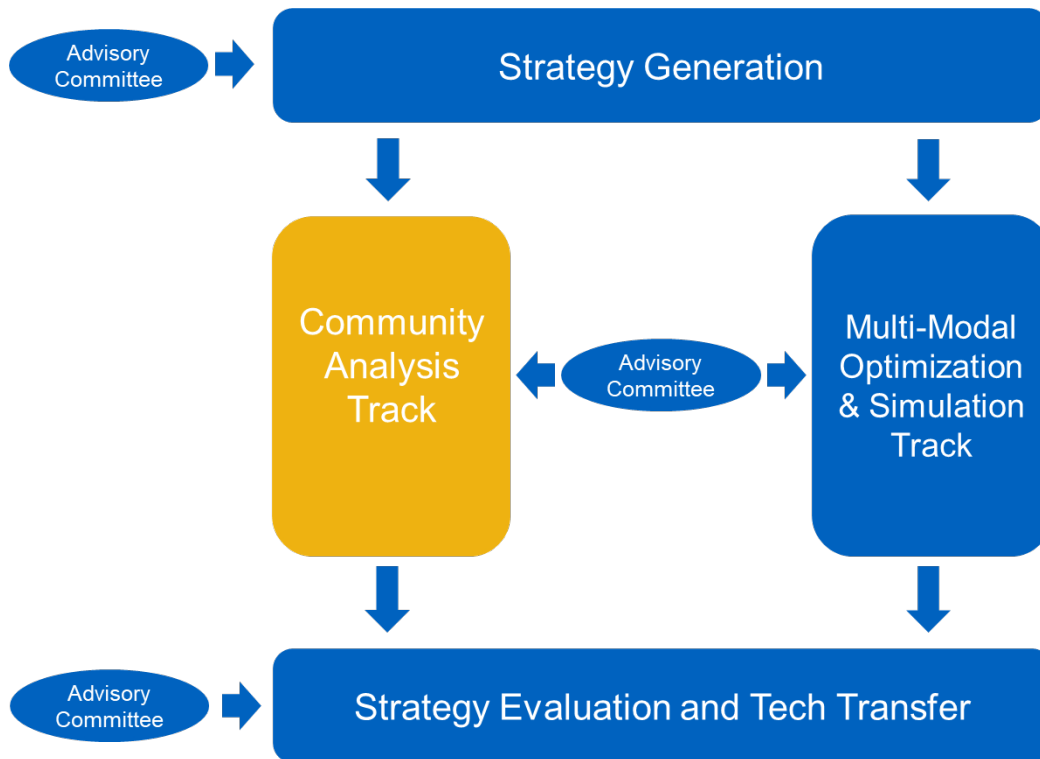 Advisory
Committee
Strategy Generation
Community
Analysis
Track
Advisory
Committee
Multi-Modal
Optimization
& Simulation
Track
Advisory
Committee
Strategy Evaluation and Tech Transfer